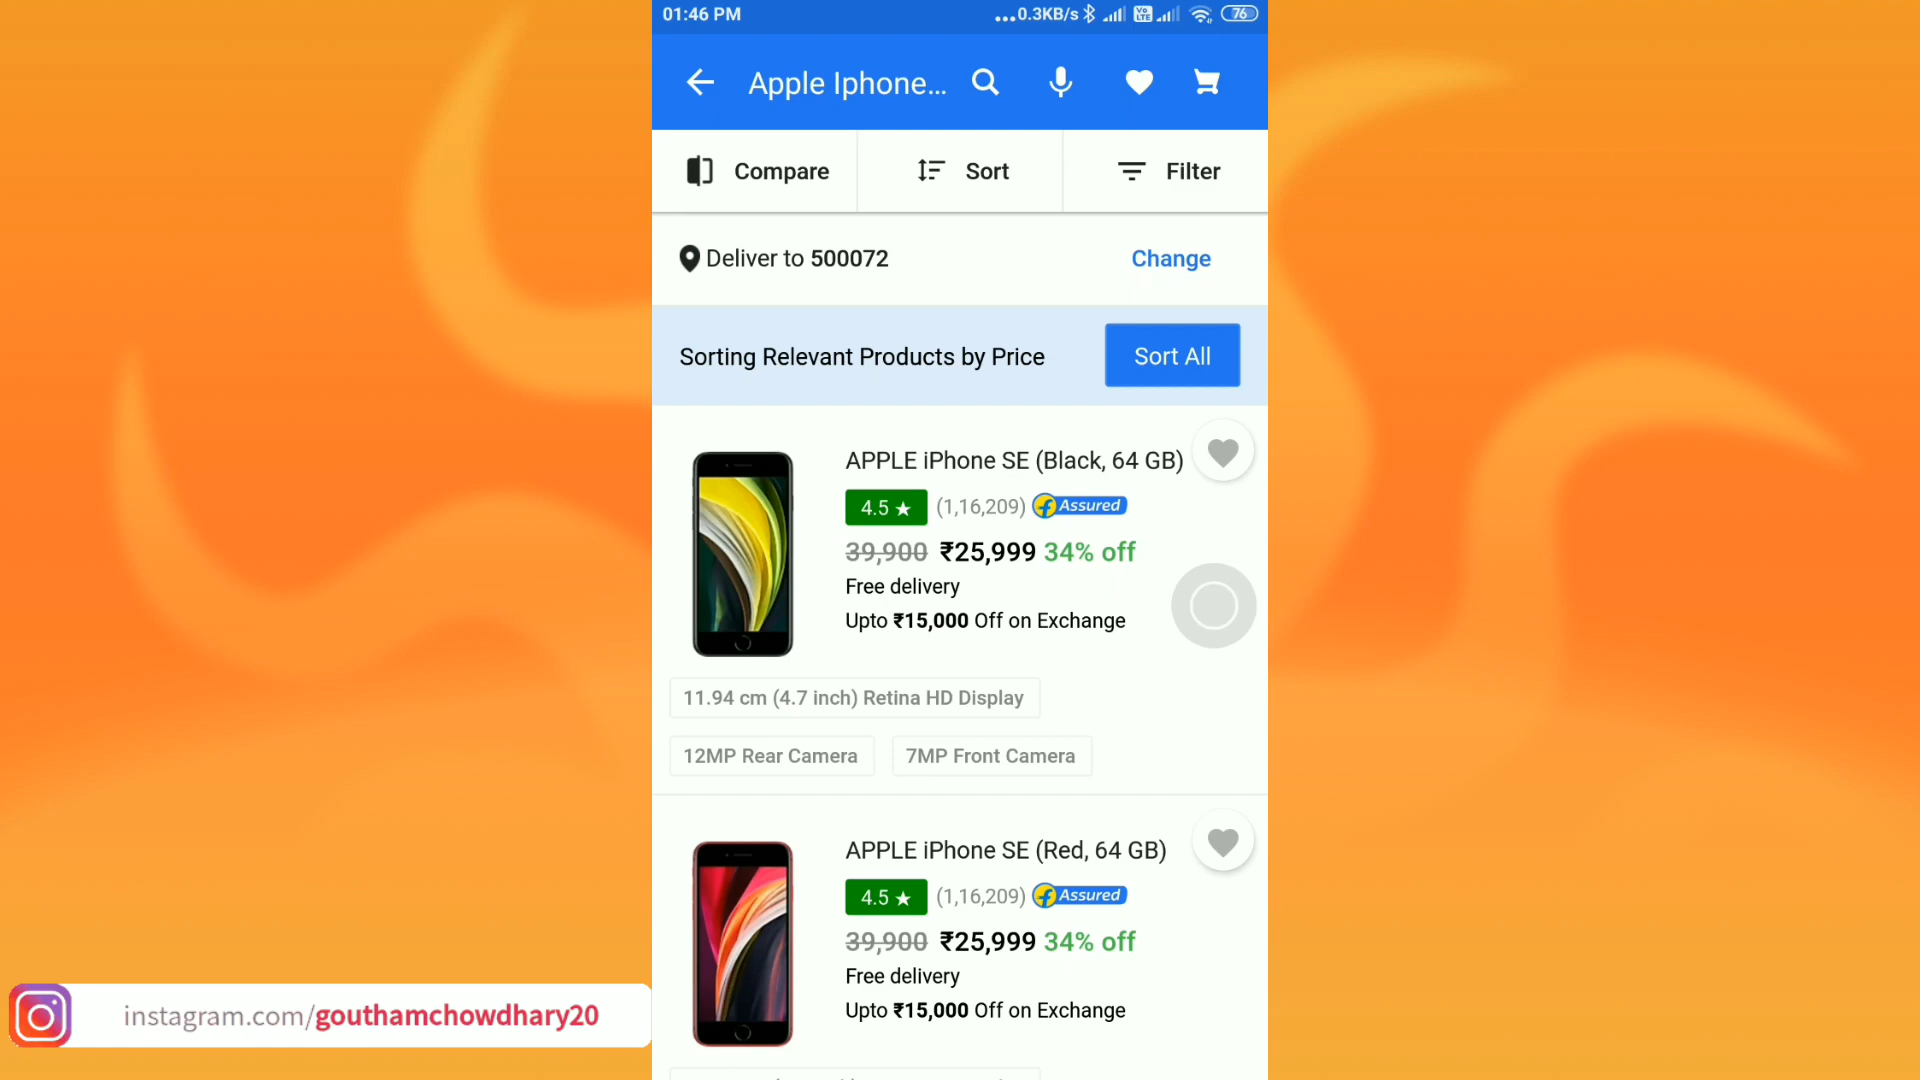 01:46 PM
...0.3KB/s
Vo
LTE
76
Apple Iphone...
Compare
Sort
Filter
Deliver to 500072
Change
Sorting Relevant Products by Price
Sort All
APPLE iPhone SE (Black, 64 GB)
4.5 ★ (1,16,209) f Assured
39,900 ₹25,999 34% off
Free delivery
Upto ₹15,000 Off on Exchange
11.94 cm (4.7 inch) Retina HD Display
12MP Rear Camera
7MP Front Camera
APPLE iPhone SE (Red, 64 GB)
4.5 ★ (1,16,209) f Assured
39,900 ₹25,999 34% off
Free delivery
Upto ₹15,000 Off on Exchange
instagram.com/gouthamchowdhary20